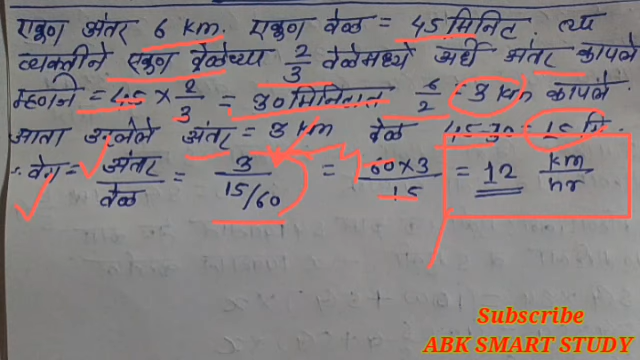 एकूण अंतर 6 km. एकूण वेळ = 45 मिनिट. त्या
व्यक्तीने एकूण वेळेच्या 2/3 वेळेमध्ये अर्धे अंतर कापले
म्हणजे = 45 × 2/3 = 30 मिनिटात 6/2 = 3 km कापले
आता उरलेले अंतर = 3 km वेळ 45-30 = 15 मि.
∴ वेग = अंतर/वेळ = 3/15/60 = 60×3/15 = 12 km/hr
Subscribe
ABK SMART STUDY